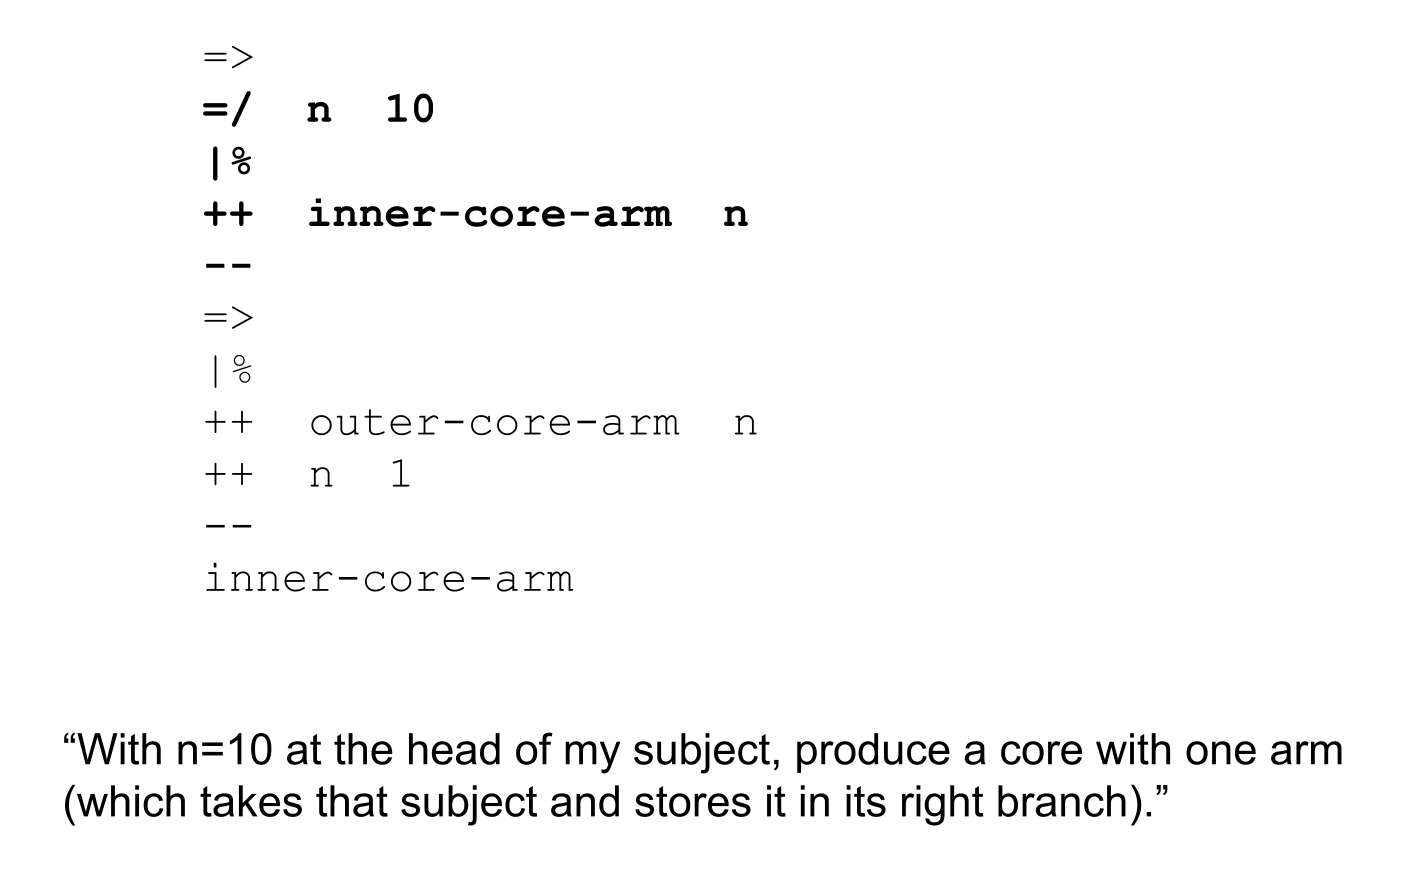 =>
=/  n  10
|%
++  inner-core-arm  n
--
=>
|%
++  outer-core-arm  n
++  n  1
--
inner-core-arm
“With n=10 at the head of my subject, produce a core with one arm
(which takes that subject and stores it in its right branch).”